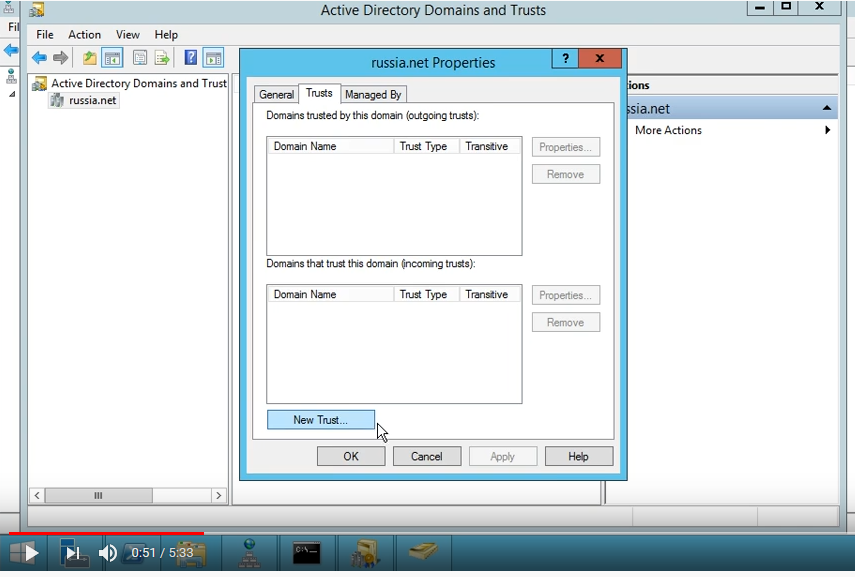 Active Directory Domains and Trusts
File Action View Help
Active Directory Domains and Trust
russia.net
russia.net Properties
?
General Trusts Managed By
Domains trusted by this domain (outgoing trusts):
Domain Name Trust Type Transitive
Properties...
Remove
Domains that trust this domain (incoming trusts):
Domain Name Trust Type Transitive
Properties...
Remove
New Trust...
OK Cancel Apply Help
ions
sia.net
More Actions
Fil
0:51 / 5:33
C:\_